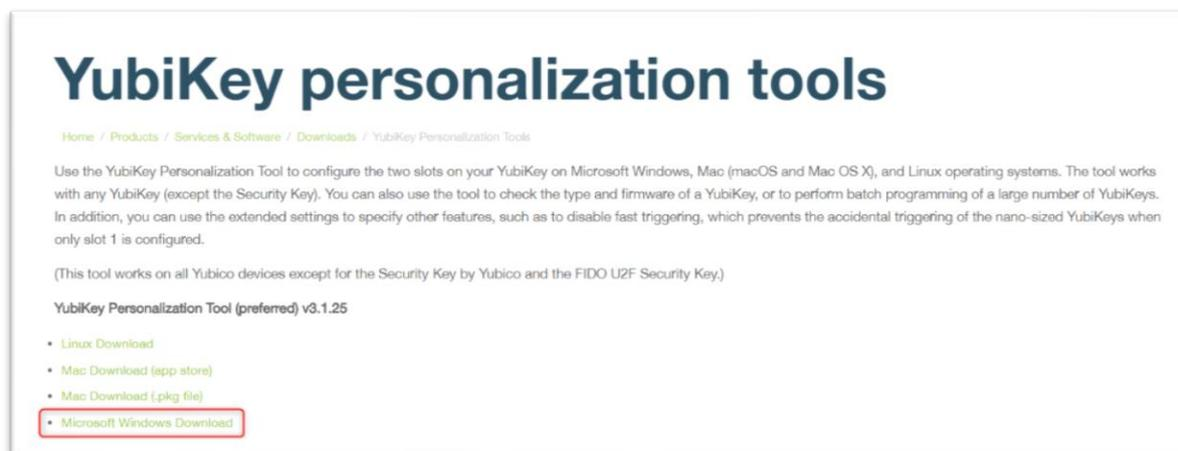 YubiKey personalization tools
Home / Products / Services & Software / Downloads / YubiKey Personalization Tools
Use the YubiKey Personalization Tool to configure the two slots on your YubiKey on Microsoft Windows, Mac (macOS and Mac OS X), and Linux operating systems. The tool works
with any YubiKey (except the Security Key). You can also use the tool to check the type and firmware of a YubiKey, or to perform batch programming of a large number of YubiKeys.
In addition, you can use the extended settings to specify other features, such as to disable fast triggering, which prevents the accidental triggering of the nano-sized YubiKeys when
only slot 1 is configured.
(This tool works on all Yubico devices except for the Security Key by Yubico and the FIDO U2F Security Key.)
YubiKey Personalization Tool (preferred) v3.1.25
• Linux Download
• Mac Download (app store)
• Mac Download (.pkg file)
• Microsoft Windows Download